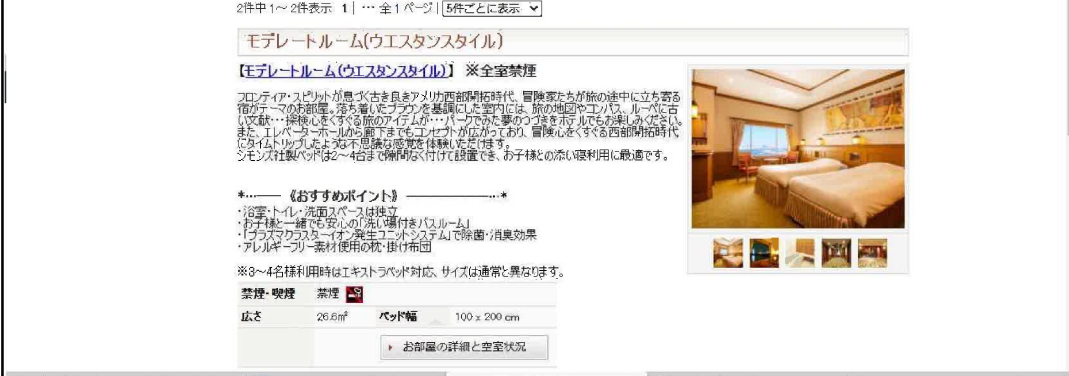 2件中 1～ 2件表示 1 | … 全 1 ページ | 5件ごとに表示
モデレートルーム(ウエスタンスタイル)
【モデレートルーム(ウエスタンスタイル)】 ※全室禁煙
フロンティア・スピリットが息づく古き良きアメリカ西部開拓時代、冒険家たちが旅の途中に立ち寄る
宿がテーマのお部屋。落ち着いたブラウンを基調にした室内には、旅の地図やコンパス、ルーペに古
い文献・・・探検心をくすぐる旅のアイテムが・・・パークでみた夢のつづきをホテルでもお楽しみください。
また、エレベーターホールから廊下までもコンセプトが広がっており、冒険心をくすぐる西部開拓時代
にタイムトリップしたような不思議な感覚を体験いただけます。
シモンズ社製ベッドは2～4台まで隙間なく付けて設置でき、お子様との添い寝利用に最適です。
*…―― 《おすすめポイント》 ――――――…*
・浴室・トイレ・洗面スペースは独立
・お子様と一緒でも安心の「洗い場付きバスルーム」
・「プラズマクラスターイオン発生ユニットシステム」で除菌・消臭効果
・アレルギーフリー素材使用の枕・掛け布団
※3～4名様利用時はエキストラベッド対応、サイズは通常と異なります。
禁煙・喫煙 禁煙
広さ 26.6㎡ ベッド幅 100 x 200 cm
お部屋の詳細と空室状況